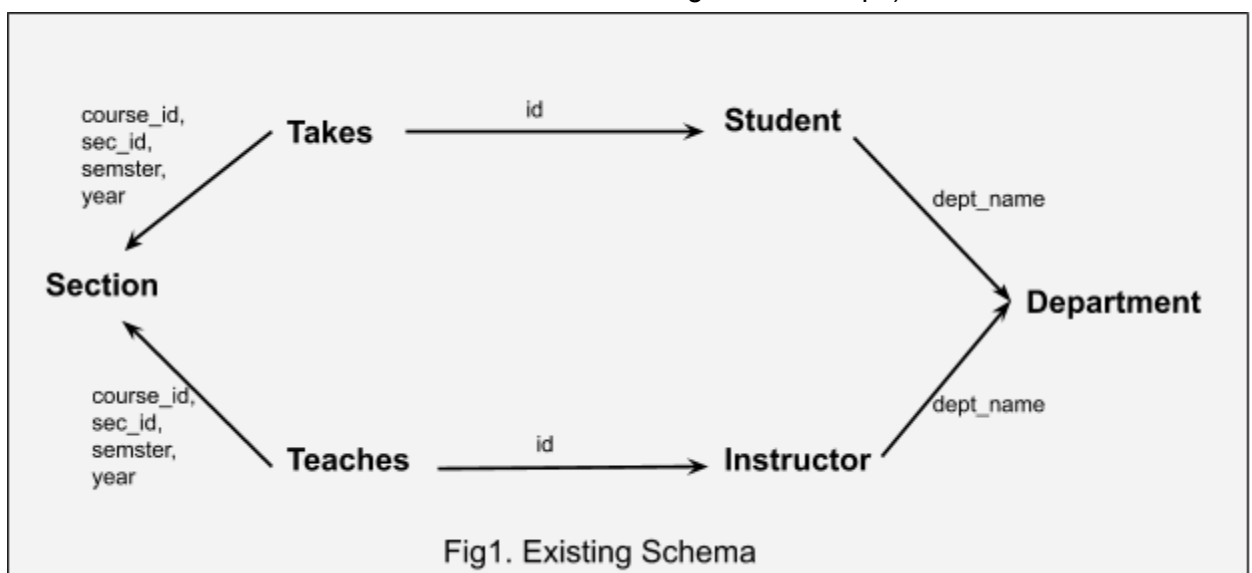 course_id,
sec_id,
semster,
year
Takes
id
Student
dept_name
Section
Department
course_id,
sec_id,
semster,
year
Teaches
id
Instructor
dept_name
Fig1. Existing Schema